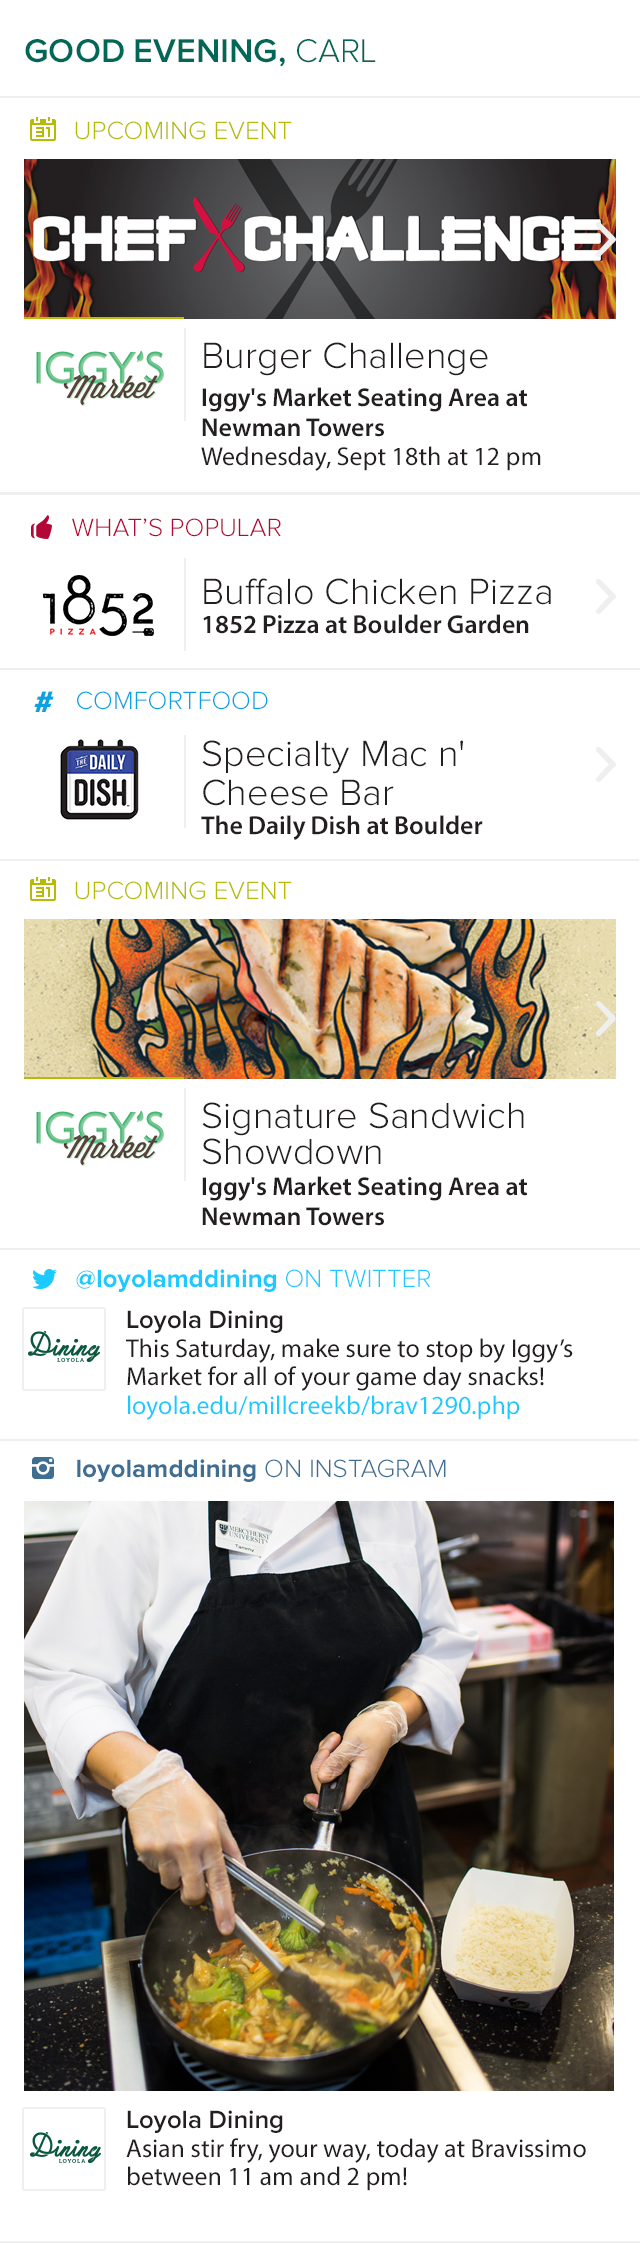 GOOD EVENING, CARL
31 UPCOMING EVENT
CHEF CHALLENGE
IGGY'S
Market
Burger Challenge
Iggy's Market Seating Area at
Newman Towers
Wednesday, Sept 18th at 12 pm
WHAT'S POPULAR
1852
PIZZA
Buffalo Chicken Pizza
1852 Pizza at Boulder Garden
# COMFORTFOOD
THE DAILY
DISH
Specialty Mac n'
Cheese Bar
The Daily Dish at Boulder
31 UPCOMING EVENT
IGGY'S
Market
Signature Sandwich
Showdown
Iggy's Market Seating Area at
Newman Towers
@loyolamddining ON TWITTER
Dining
LOYOLA
Loyola Dining
This Saturday, make sure to stop by Iggy’s
Market for all of your game day snacks!
loyola.edu/millcreekb/brav1290.php
loyolamddining ON INSTAGRAM
MERCYHURST
UNIVERSITY
Tammy
Dining
LOYOLA
Loyola Dining
Asian stir fry, your way, today at Bravissimo
between 11 am and 2 pm!